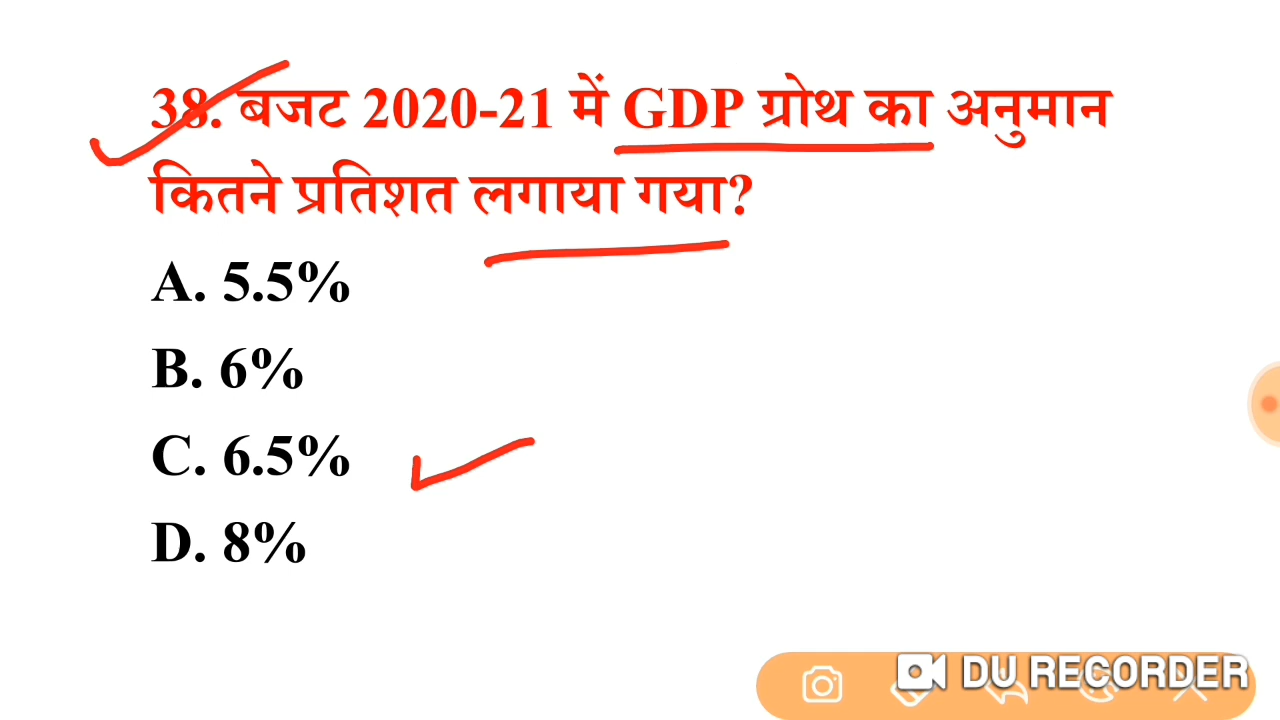 38. बजट 2020-21 में GDP ग्रोथ का अनुमान
कितने प्रतिशत लगाया गया?
A. 5.5%
B. 6%
C. 6.5%
D. 8%
DU RECORDER